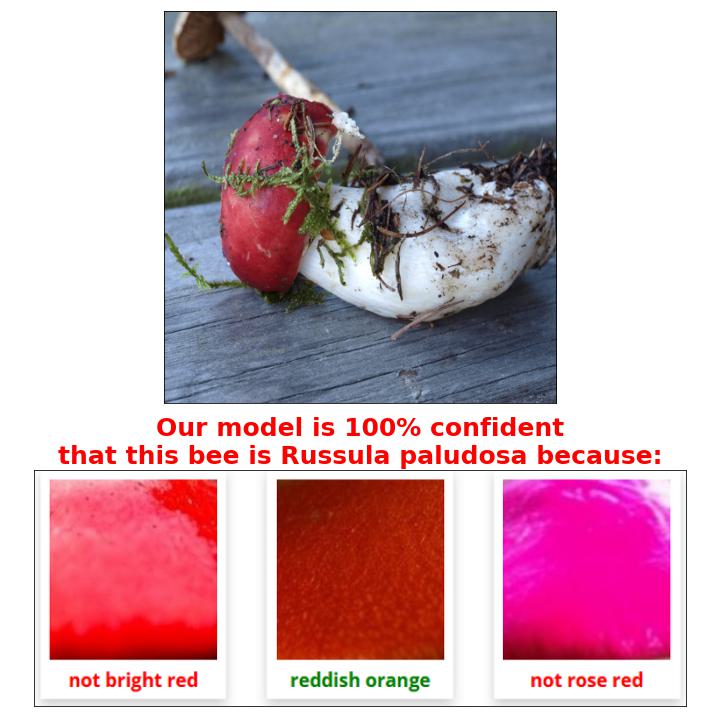 Our model is 100% confident
that this bee is Russula paludosa because:
not bright red
reddish orange
not rose red